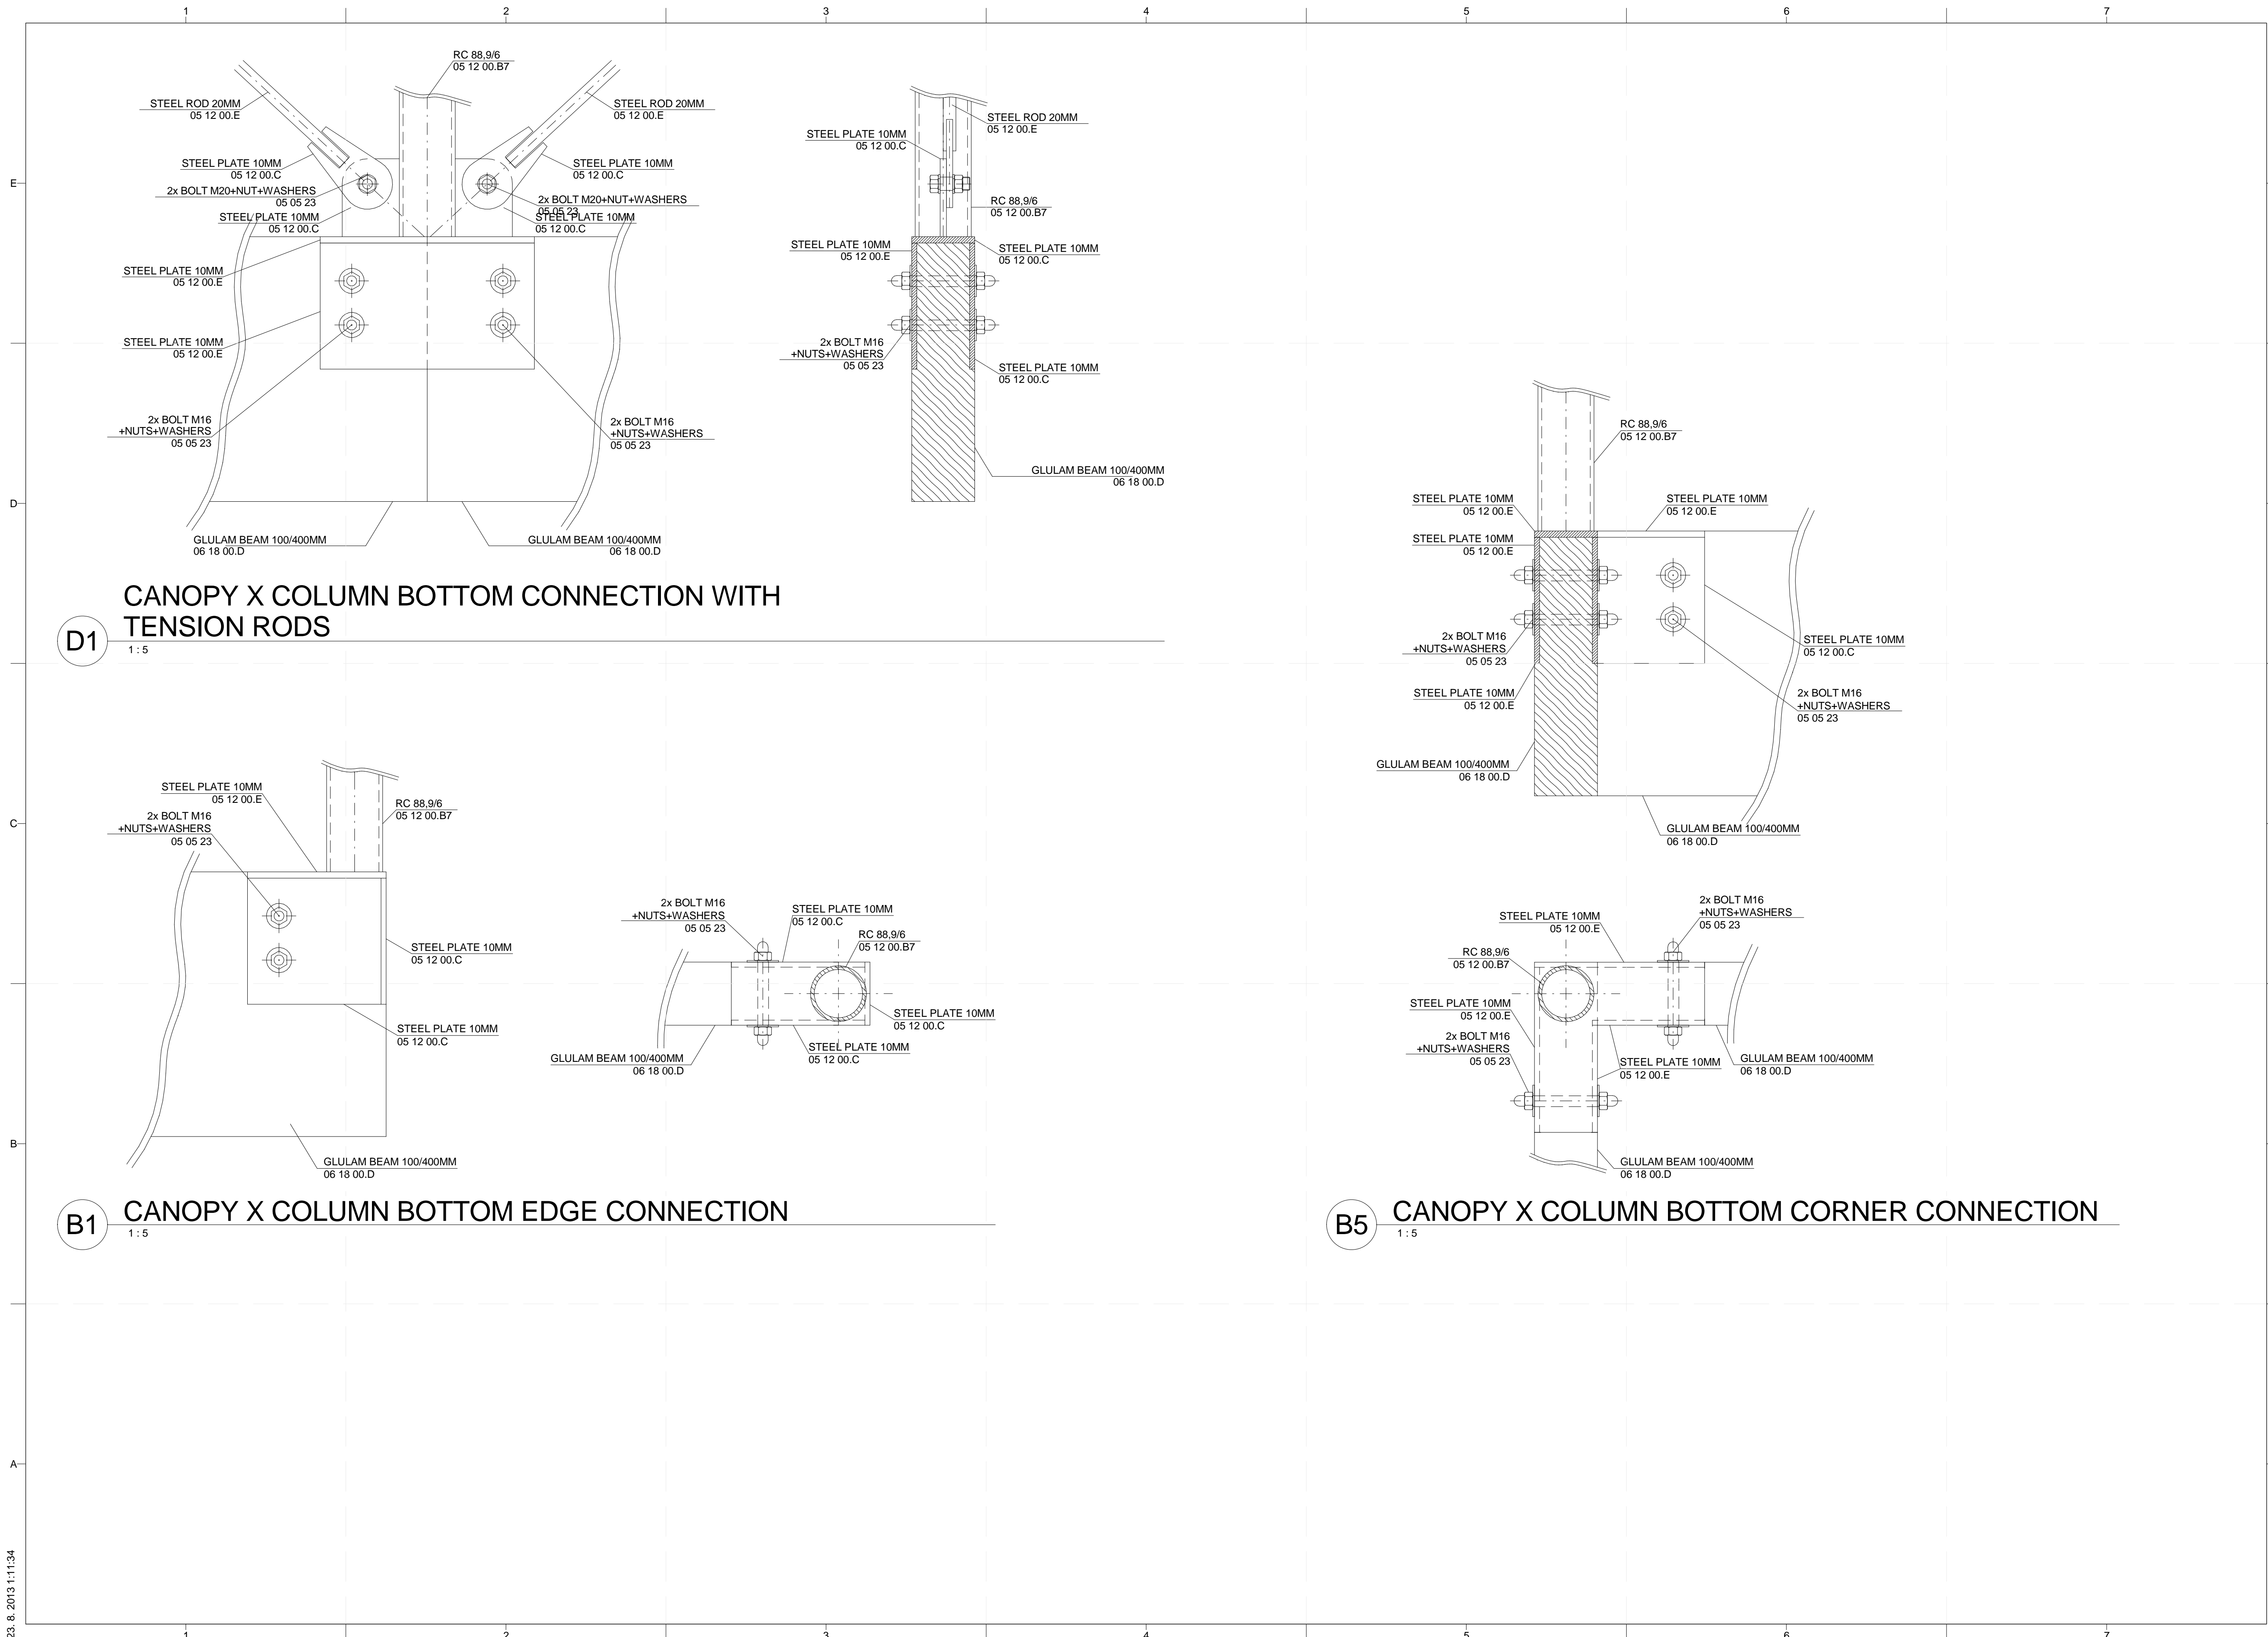 1 2 3 4 5 6 7
RC 88,9/6
05 12 00.B7
STEEL ROD 20MM
05 12 00.E
STEEL ROD 20MM
05 12 00.E
STEEL PLATE 10MM
05 12 00.C
STEEL PLATE 10MM
05 12 00.C
2x BOLT M20+NUT+WASHERS
05 05 23
2x BOLT M20+NUT+WASHERS
05 05 23
STEEL PLATE 10MM
05 12 00.C
STEEL PLATE 10MM
05 12 00.C
STEEL PLATE 10MM
05 12 00.E
STEEL PLATE 10MM
05 12 00.E
2x BOLT M16
+NUTS+WASHERS
05 05 23
2x BOLT M16
+NUTS+WASHERS
05 05 23
GLULAM BEAM 100/400MM
06 18 00.D
GLULAM BEAM 100/400MM
06 18 00.D
STEEL ROD 20MM
05 12 00.E
STEEL PLATE 10MM
05 12 00.C
RC 88,9/6
05 12 00.B7
STEEL PLATE 10MM
05 12 00.E
STEEL PLATE 10MM
05 12 00.C
2x BOLT M16
+NUTS+WASHERS
05 05 23
STEEL PLATE 10MM
05 12 00.C
GLULAM BEAM 100/400MM
06 18 00.D
D1
CANOPY X COLUMN BOTTOM CONNECTION WITH
TENSION RODS
1 : 5
RC 88,9/6
05 12 00.B7
STEEL PLATE 10MM
05 12 00.E
STEEL PLATE 10MM
05 12 00.E
STEEL PLATE 10MM
05 12 00.E
2x BOLT M16
+NUTS+WASHERS
05 05 23
STEEL PLATE 10MM
05 12 00.C
STEEL PLATE 10MM
05 12 00.E
2x BOLT M16
+NUTS+WASHERS
05 05 23
GLULAM BEAM 100/400MM
06 18 00.D
GLULAM BEAM 100/400MM
06 18 00.D
STEEL PLATE 10MM
05 12 00.E
2x BOLT M16
+NUTS+WASHERS
05 05 23
RC 88,9/6
05 12 00.B7
STEEL PLATE 10MM
05 12 00.C
STEEL PLATE 10MM
05 12 00.C
GLULAM BEAM 100/400MM
06 18 00.D
2x BOLT M16
+NUTS+WASHERS
05 05 23
STEEL PLATE 10MM
05 12 00.C
RC 88,9/6
05 12 00.B7
STEEL PLATE 10MM
05 12 00.C
STEEL PLATE 10MM
05 12 00.C
GLULAM BEAM 100/400MM
06 18 00.D
B1
CANOPY X COLUMN BOTTOM EDGE CONNECTION
1 : 5
2x BOLT M16
+NUTS+WASHERS
05 05 23
STEEL PLATE 10MM
05 12 00.E
RC 88,9/6
05 12 00.B7
STEEL PLATE 10MM
05 12 00.E
2x BOLT M16
+NUTS+WASHERS
05 05 23
STEEL PLATE 10MM
05 12 00.E
GLULAM BEAM 100/400MM
06 18 00.D
GLULAM BEAM 100/400MM
06 18 00.D
B5
CANOPY X COLUMN BOTTOM CORNER CONNECTION
1 : 5
E
D
C
B
A
23. 8. 2013 1:11:34
1 2 3 4 5 6 7